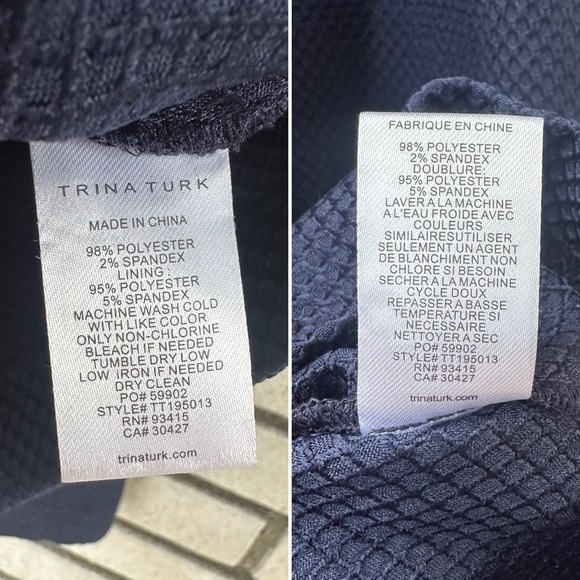 TRINA TURK
MADE IN CHINA
98% POLYESTER
2% SPANDEX
LINING :
95% POLYESTER
5% SPANDEX
MACHINE WASH COLD
WITH LIKE COLOR
ONLY NON-CHLORINE
BLEACH IF NEEDED
TUMBLE DRY LOW
LOW IRON IF NEEDED
DRY CLEAN
PO# 59902
STYLE# TT195013
RN# 93415
CA# 30427
trinaturk.com
FABRIQUE EN CHINE
98% POLYESTER
2% SPANDEX
DOUBLURE:
95% POLYESTER
5% SPANDEX
LAVER A LA MACHINE
A L'EAU FROIDE AVEC
COULEURS
SIMILAIRES/UTILISER
SEULEMENT UN AGENT
DE BLANCHIMENT NON
CHLORE SI BESOIN
SECHER A LA MACHINE
CYCLE DOUX
REPASSER A BASSE
TEMPERATURE SI
NECESSAIRE
NETTOYER A SEC
PO# 59902
STYLE# TT195013
RN# 93415
CA# 30427
trinaturk.com